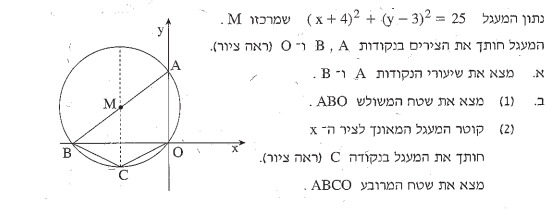 נתון המעגל (x+4)² + (y−3)² = 25 שמרכזו M .
המעגל חותך את הצירים בנקודות B , A ו־ O (ראה ציור).
א. מצא את שיעורי הנקודות A ו־ B .
ב. (1) מצא את שטח המשולש ABO .
(2) קוטר המעגל המאונך לציר ה־ x
חותך את המעגל בנקודה C (ראה ציור).
מצא את שטח המרובע ABCO .
y
A
M
B
O
x
C